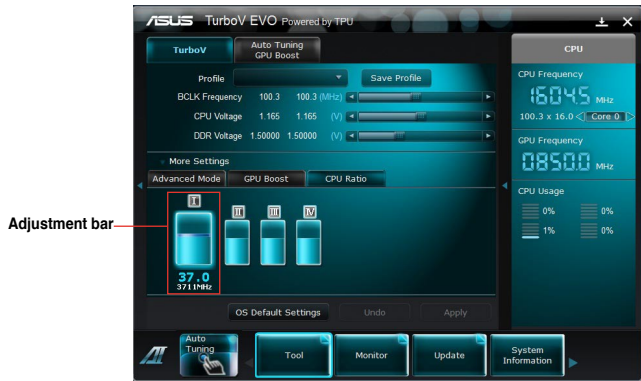 ASUS TurboV EVO Powered by TPU
TurboV
Auto Tuning
GPU Boost
Profile
Save Profile
BCLK Frequency 100.3 100.3 (MHz)
CPU Voltage 1.165 1.165 (V)
DDR Voltage 1.50000 1.50000 (V)
More Settings
Advanced Mode GPU Boost CPU Ratio
I II III IV
Adjustment bar
37.0
3711MHz
OS Default Settings Undo Apply
CPU
CPU Frequency
1604.5 MHz
100.3 x 16.0 Core 0
GPU Frequency
0850.0 MHz
CPU Usage
0% 0%
1% 0%
AI
Auto
Tuning
Tool
Monitor
Update
System
Information